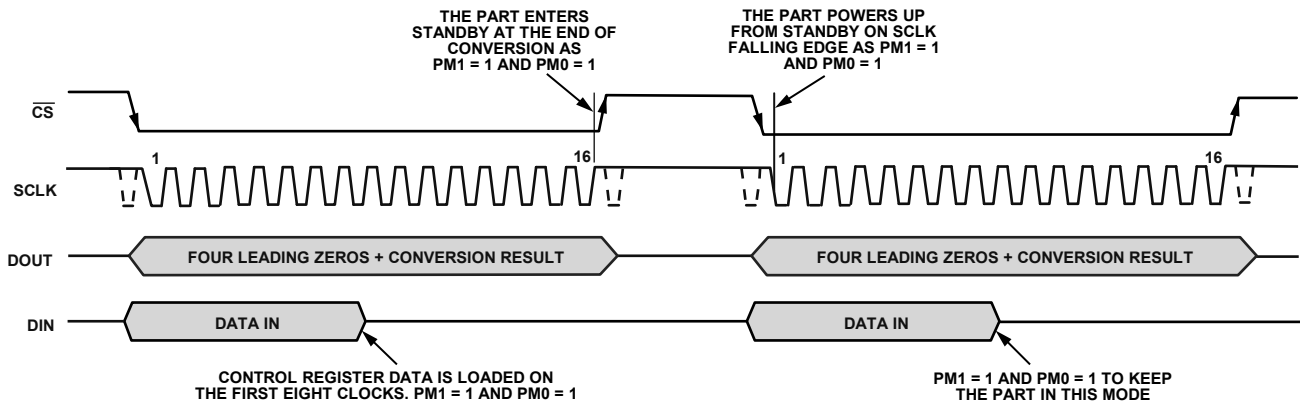 THE PART ENTERS
STANDBY AT THE END OF
CONVERSION AS
PM1 = 1 AND PM0 = 1
THE PART POWERS UP
FROM STANDBY ON SCLK
FALLING EDGE AS PM1 = 1
AND PM0 = 1
CS
1
16
1
16
SCLK
DOUT
FOUR LEADING ZEROS + CONVERSION RESULT
FOUR LEADING ZEROS + CONVERSION RESULT
DIN
DATA IN
DATA IN
CONTROL REGISTER DATA IS LOADED ON
THE FIRST EIGHT CLOCKS. PM1 = 1 AND PM0 = 1
PM1 = 1 AND PM0 = 1 TO KEEP
THE PART IN THIS MODE